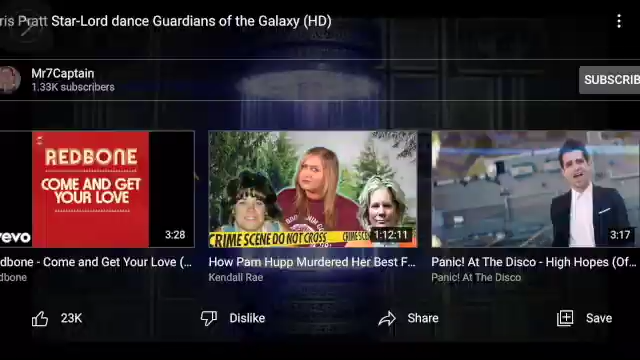 ris Pratt Star-Lord dance Guardians of the Galaxy (HD)
Mr7Captain
1.33K subscribers
SUBSCRIB
REDBONE
COME AND GET
YOUR LOVE
vevo
3:28
CRIME SCENE DO NOT CROSS
CRIME SC
1:12:11
3:17
dbone - Come and Get Your Love (...
dbone
How Pam Hupp Murdered Her Best F...
Kendall Rae
Panic! At The Disco - High Hopes (Of...
Panic! At The Disco
23K
Dislike
Share
Save